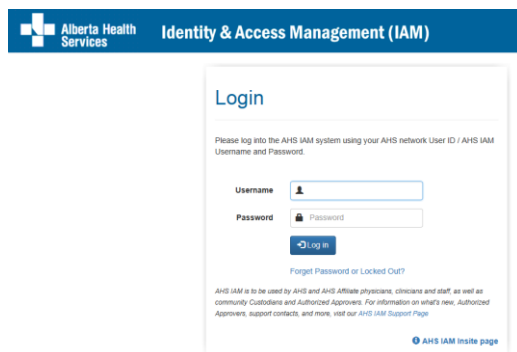 Alberta Health
Services
Identity & Access Management (IAM)
Login
Please log into the AHS IAM system using your AHS network User ID / AHS IAM
Username and Password.
Username
Password
Password
Log in
Forget Password or Locked Out?
AHS IAM is to be used by AHS and AHS Affiliate physicians, clinicians and staff, as well as
community Custodians and Authorized Approvers. For information on what's new, Authorized
Approvers, support contacts, and more, visit our AHS IAM Support Page
AHS IAM Insite page